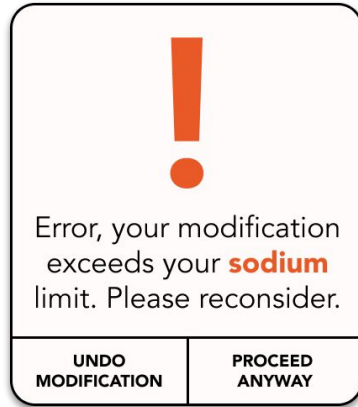 !
Error, your modification
exceeds your sodium
limit. Please reconsider.
UNDO
MODIFICATION
PROCEED
ANYWAY